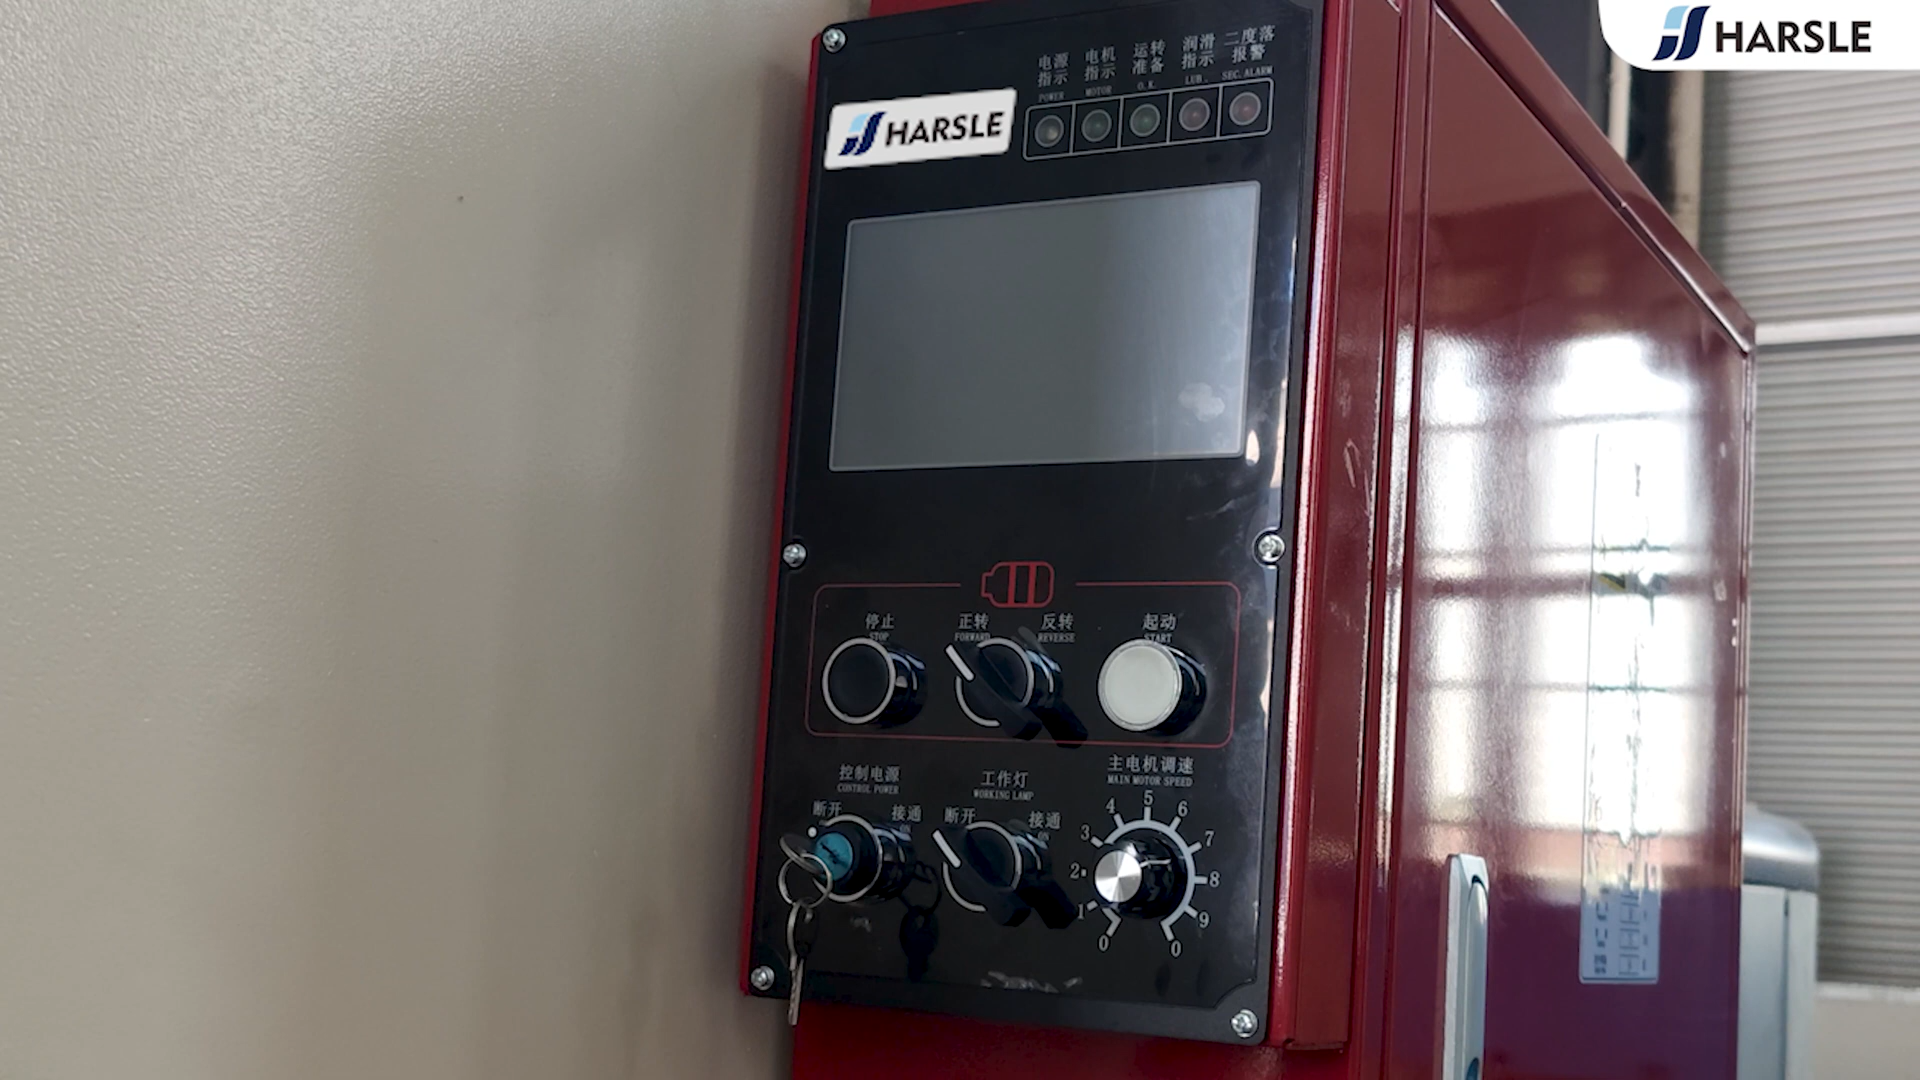 HARSLE
电源
指示
POWER
电机
指示
MOTOR
运转
准备
O.K.
润滑
指示
LUB.
二度落
报警
SEC. ALARM
HARSLE
停止
STOP
正转
FORWARD
反转
REVERSE
起动
START
控制电源
CONTROL POWER
断开
接通
ON
工作灯
WORKING LAMP
断开
接通
ON
主电机调速
MAIN MOTOR SPEED
0 1 2 3 4 5 6 7 8 9 0